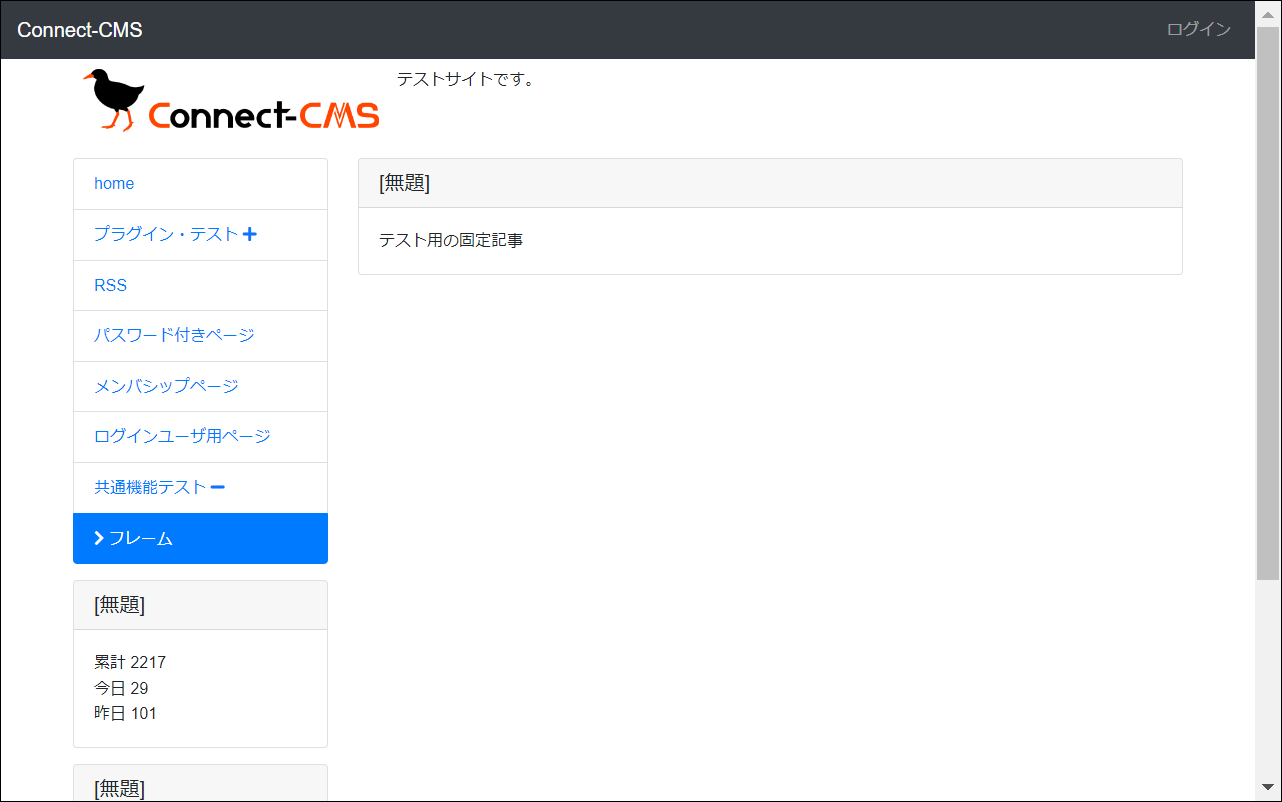 Connect-CMS
ログイン
Connect-CMS
テストサイトです。
home
プラグイン・テスト
RSS
パスワード付きページ
メンバシップページ
ログインユーザ用ページ
共通機能テスト
フレーム
[無題]
累計 2217
今日 29
昨日 101
[無題]
[無題]
テスト用の固定記事